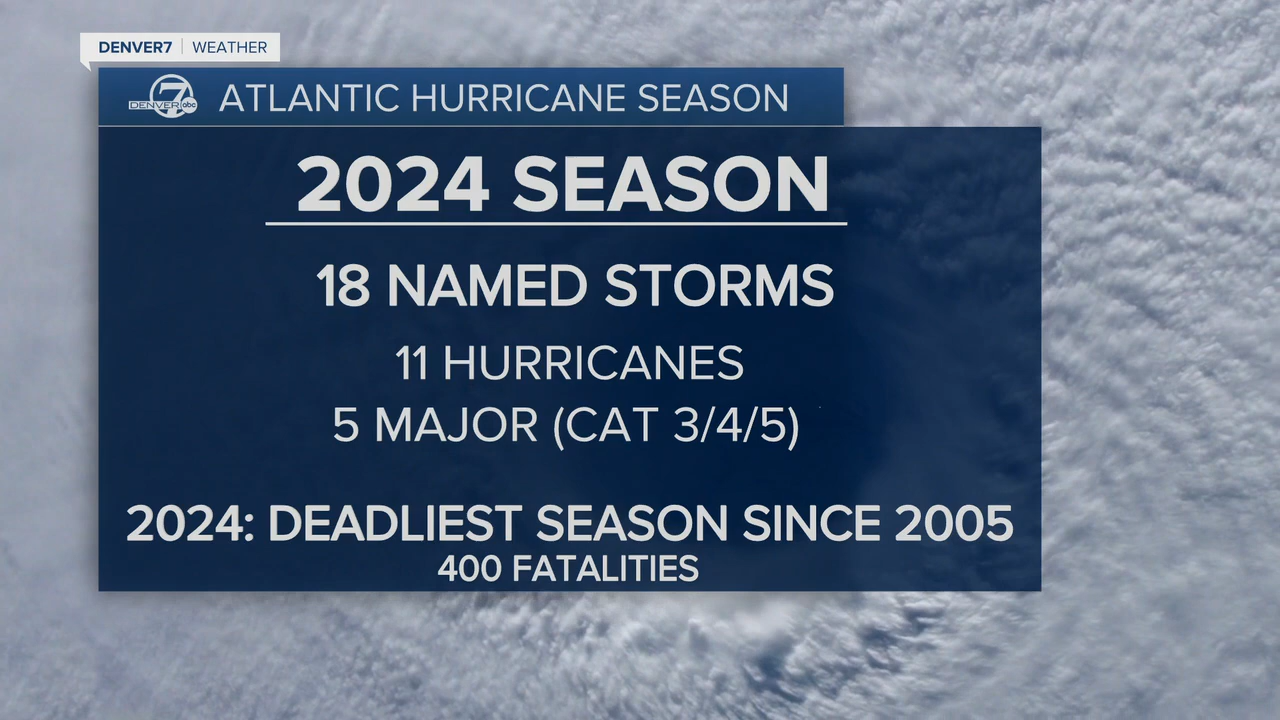 DENVER7 | WEATHER
7
DENVER abc
ATLANTIC HURRICANE SEASON
2024 SEASON
18 NAMED STORMS
11 HURRICANES
5 MAJOR (CAT 3/4/5)
2024: DEADLIEST SEASON SINCE 2005
400 FATALITIES